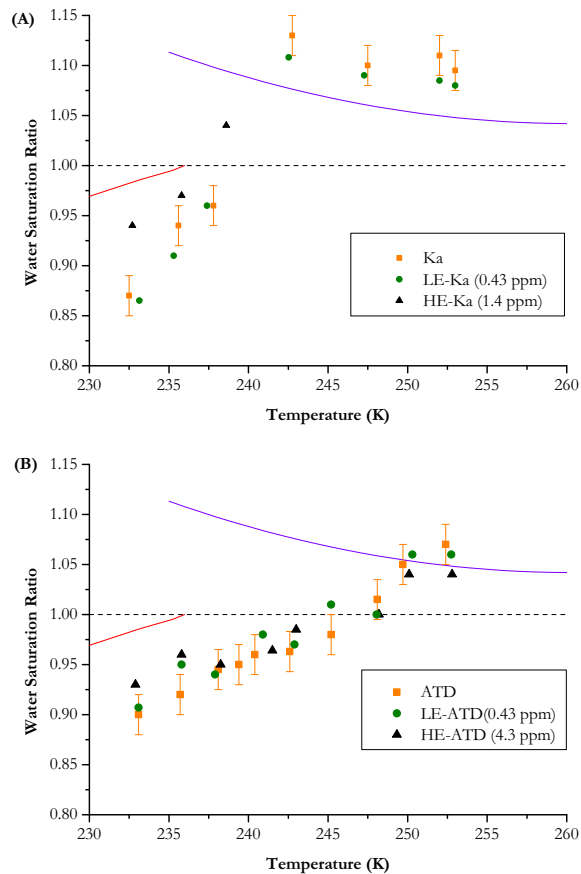 (A)
1.15
1.10
1.05
1.00
0.95
0.90
0.85
0.80
Water Saturation Ratio
Ka
LE-Ka (0.43 ppm)
HE-Ka (1.4 ppm)
230 235 240 245 250 255 260
Temperature (K)
(B)
1.15
1.10
1.05
1.00
0.95
0.90
0.85
0.80
Water Saturation Ratio
ATD
LE-ATD(0.43 ppm)
HE-ATD (4.3 ppm)
230 235 240 245 250 255 260
Temperature (K)